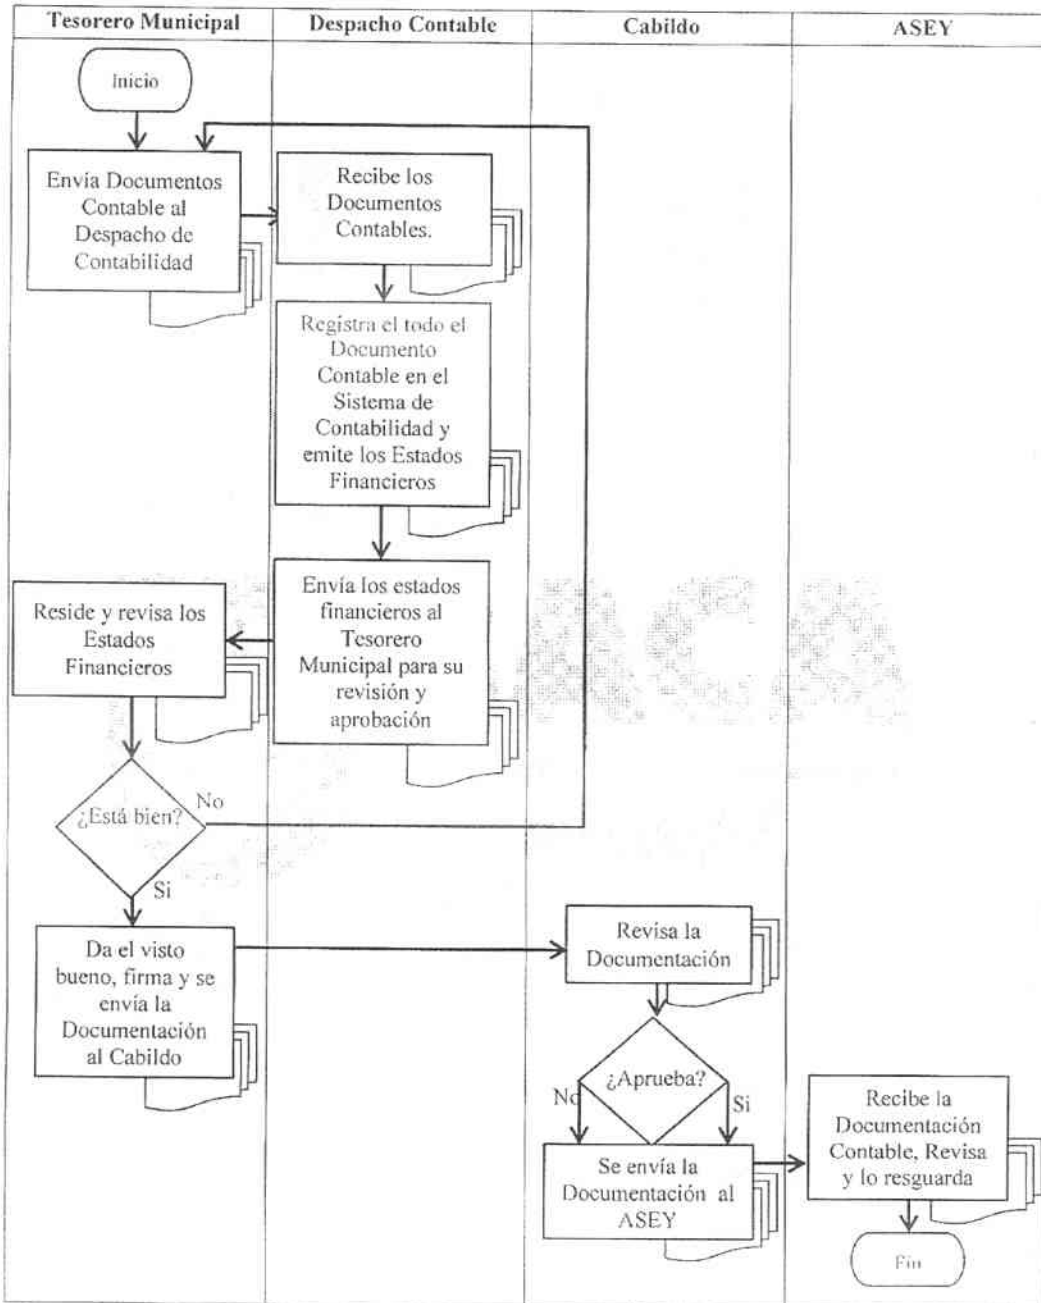 Tesorero Municipal
Despacho Contable
Cabildo
ASEY
Inicio
Envía Documentos
Contable al
Despacho de
Contabilidad
Recibe los
Documentos
Contables.
Registra el todo el
Documento
Contable en el
Sistema de
Contabilidad y
emite los Estados
Financieros
Envía los estados
financieros al
Tesorero
Municipal para su
revisión y
aprobación
Reside y revisa los
Estados
Financieros
¿Está bien?
No
Si
Da el visto
bueno, firma y se
envía la
Documentación
al Cabildo
Revisa la
Documentación
¿Aprueba?
No
Si
Se envía la
Documentación al
ASEY
Recibe la
Documentación
Contable, Revisa
y lo resguarda
Fin